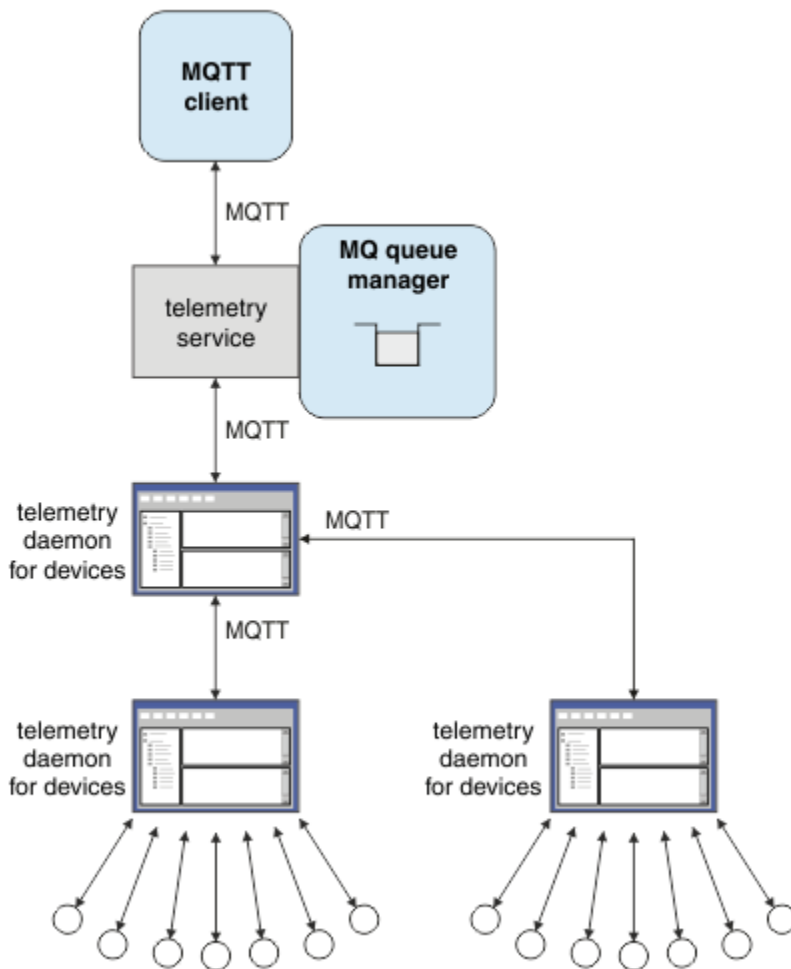 MQTT
client
MQTT
MQ queue
manager
telemetry
service
MQTT
telemetry
daemon
for devices
MQTT
MQTT
telemetry
daemon
for devices
telemetry
daemon
for devices